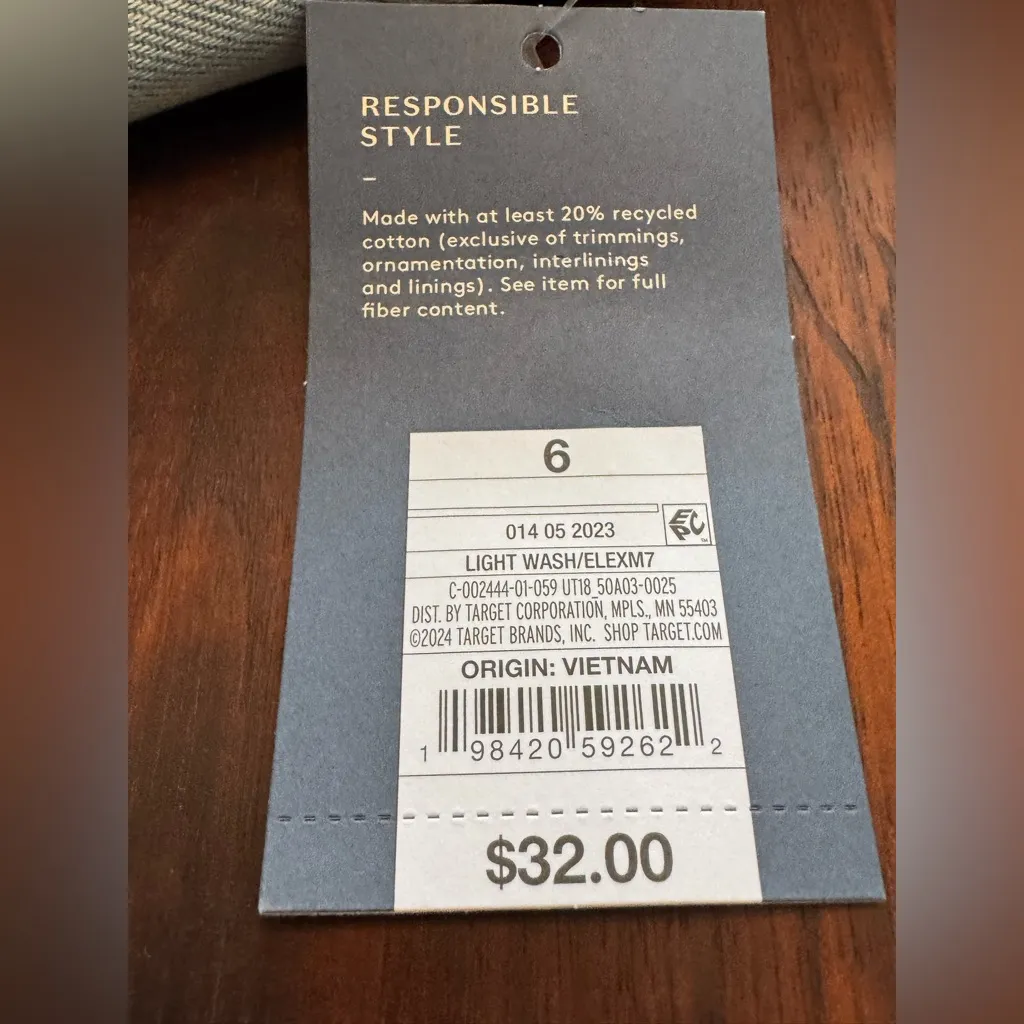 RESPONSIBLE
STYLE
–
Made with at least 20% recycled
cotton (exclusive of trimmings,
ornamentation, interlinings
and linings). See item for full
fiber content.
6
014 05 2023
EPC™
LIGHT WASH/ELEXM7
C-002444-01-059 UT18_50A03-0025
DIST. BY TARGET CORPORATION, MPLS., MN 55403
©2024 TARGET BRANDS, INC. SHOP TARGET.COM
ORIGIN: VIETNAM
1 98420 59262 2
$32.00